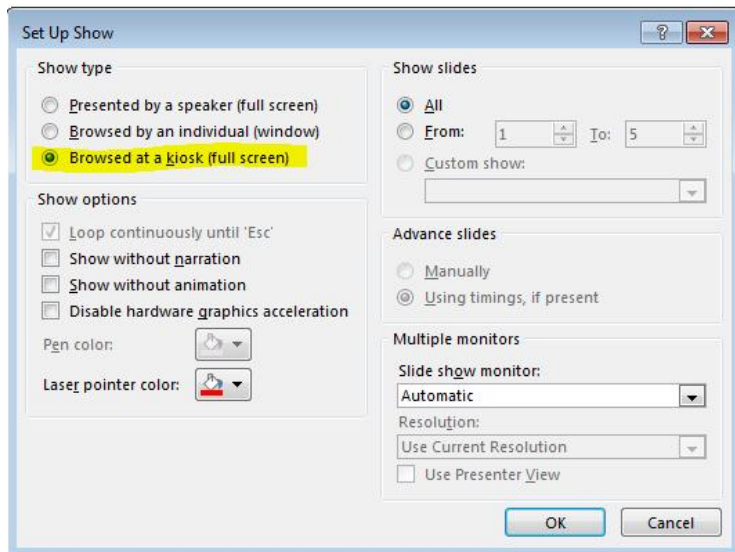 Set Up Show
Show type
Presented by a speaker (full screen)
Browsed by an individual (window)
Browsed at a kiosk (full screen)
Show options
Loop continuously until 'Esc'
Show without narration
Show without animation
Disable hardware graphics acceleration
Pen color:
Laser pointer color:
Show slides
All
From: 1 To: 5
Custom show:
Advance slides
Manually
Using timings, if present
Multiple monitors
Slide show monitor:
Automatic
Resolution:
Use Current Resolution
Use Presenter View
OK Cancel